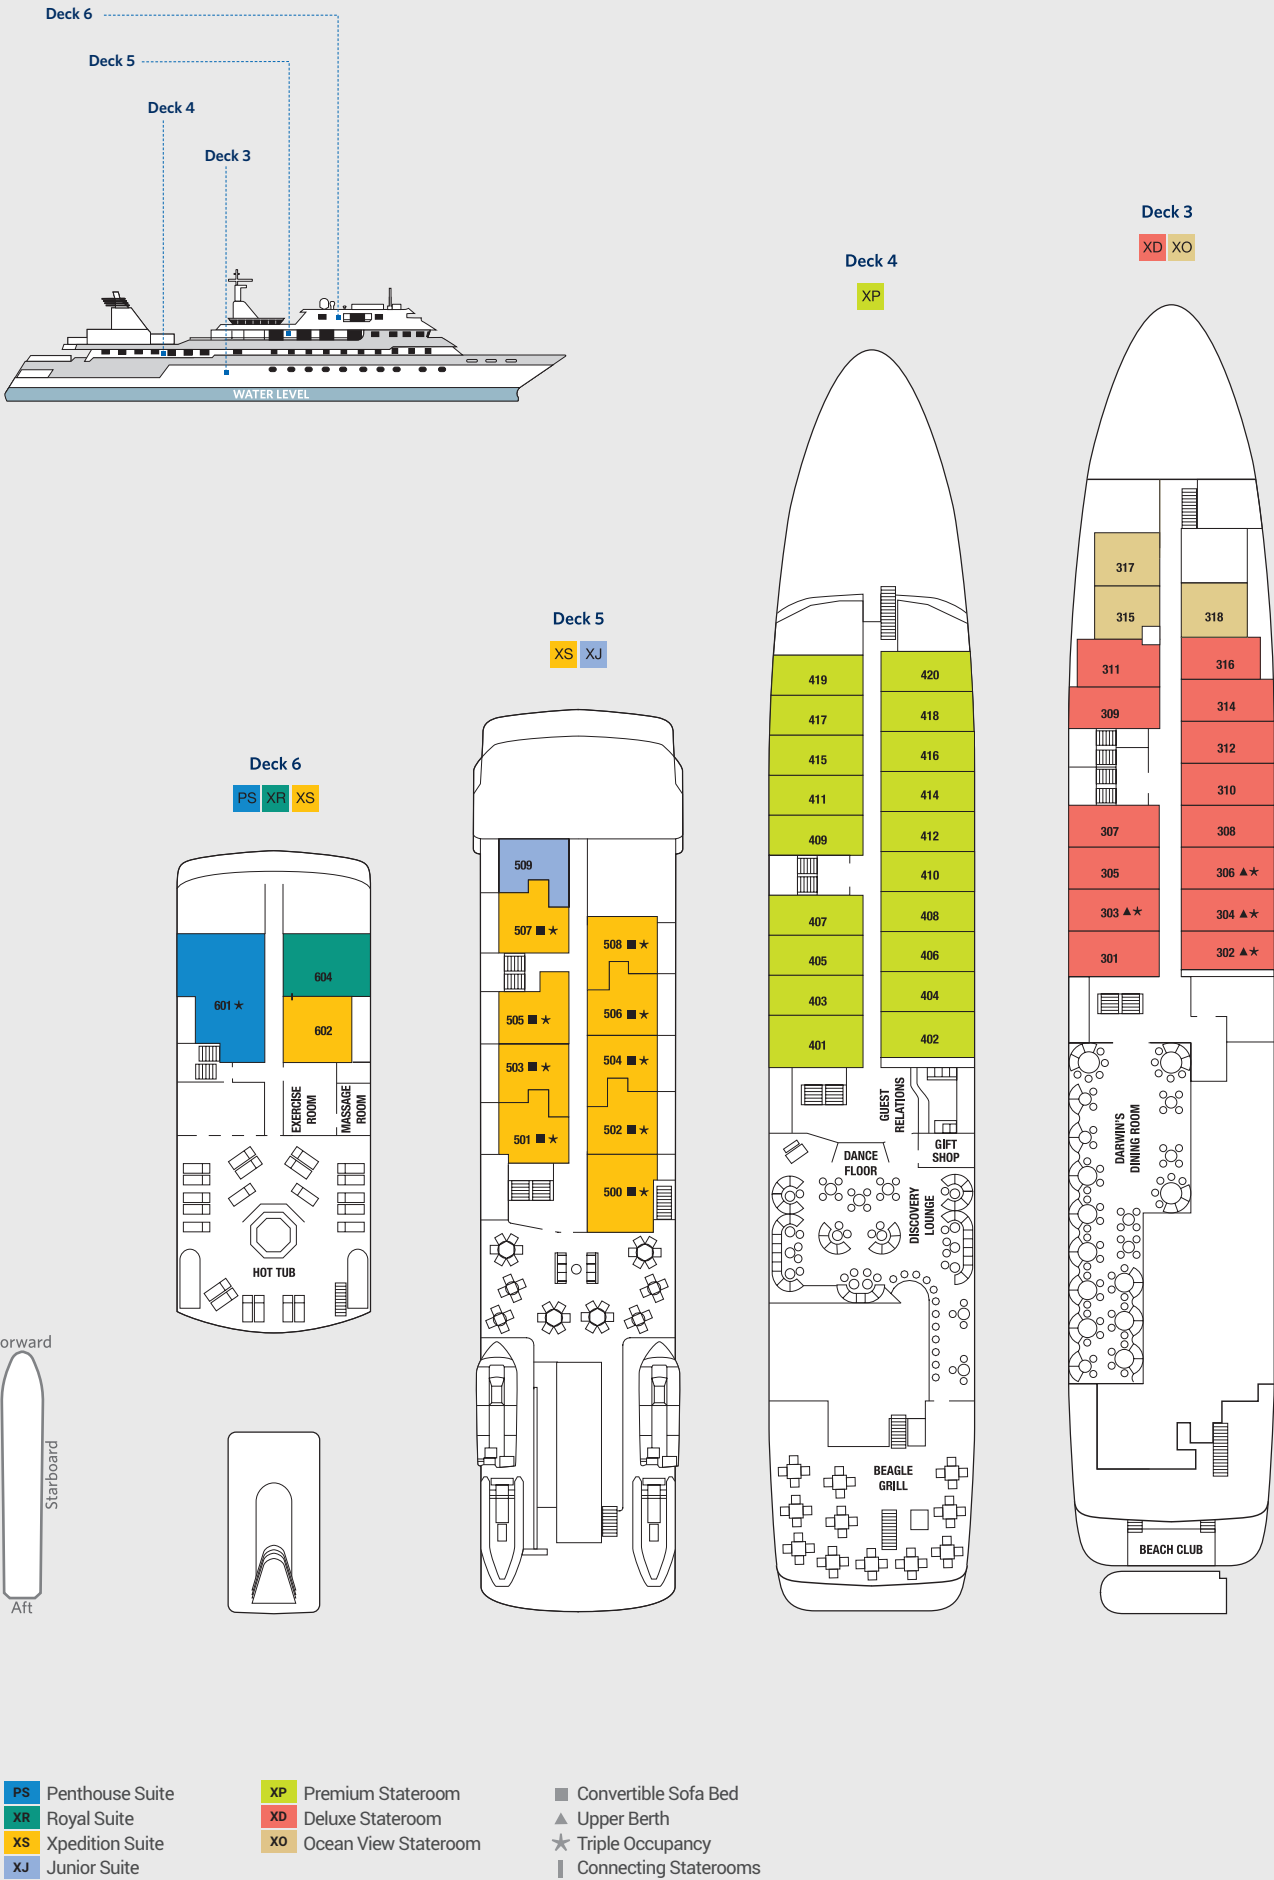 Deck 6
Deck 5
Deck 4
Deck 3
WATER LEVEL
Deck 6
PS XR XS
601
604
602
EXERCISE
ROOM
MASSAGE
ROOM
HOT TUB
Deck 5
XS XJ
509
507
508
505
506
503
504
501
502
500
Deck 4
XP
419
420
417
418
415
416
411
414
409
412
410
407
408
405
406
403
404
401
402
GUEST
RELATIONS
GIFT
SHOP
DANCE
FLOOR
DISCOVERY
LOUNGE
BEAGLE
GRILL
Deck 3
XD XO
317
315
318
311
316
309
314
312
310
307
308
305
306
303
304
301
302
DARWIN'S
DINING ROOM
BEACH CLUB
orward
Starboard
Aft
PS Penthouse Suite
XR Royal Suite
XS Xpedition Suite
XJ Junior Suite
XP Premium Stateroom
XD Deluxe Stateroom
XO Ocean View Stateroom
Convertible Sofa Bed
Upper Berth
Triple Occupancy
Connecting Staterooms